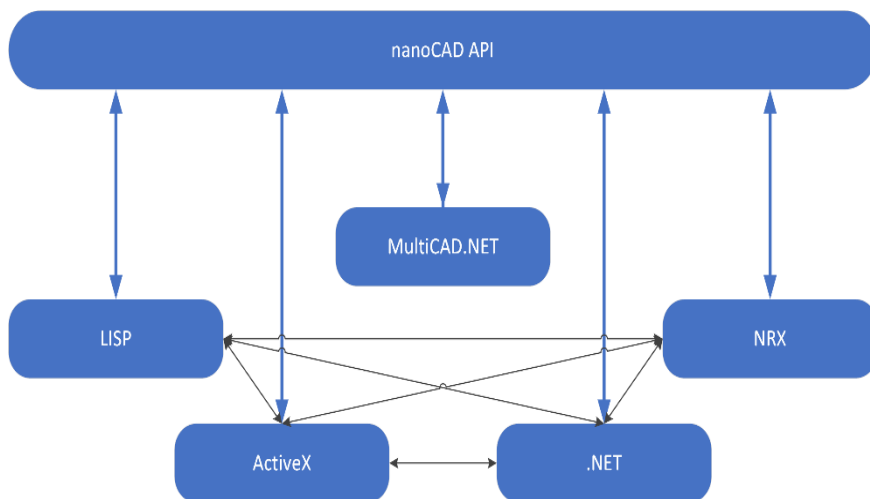 nanoCAD API
MultiCAD.NET
LISP
NRX
ActiveX
.NET